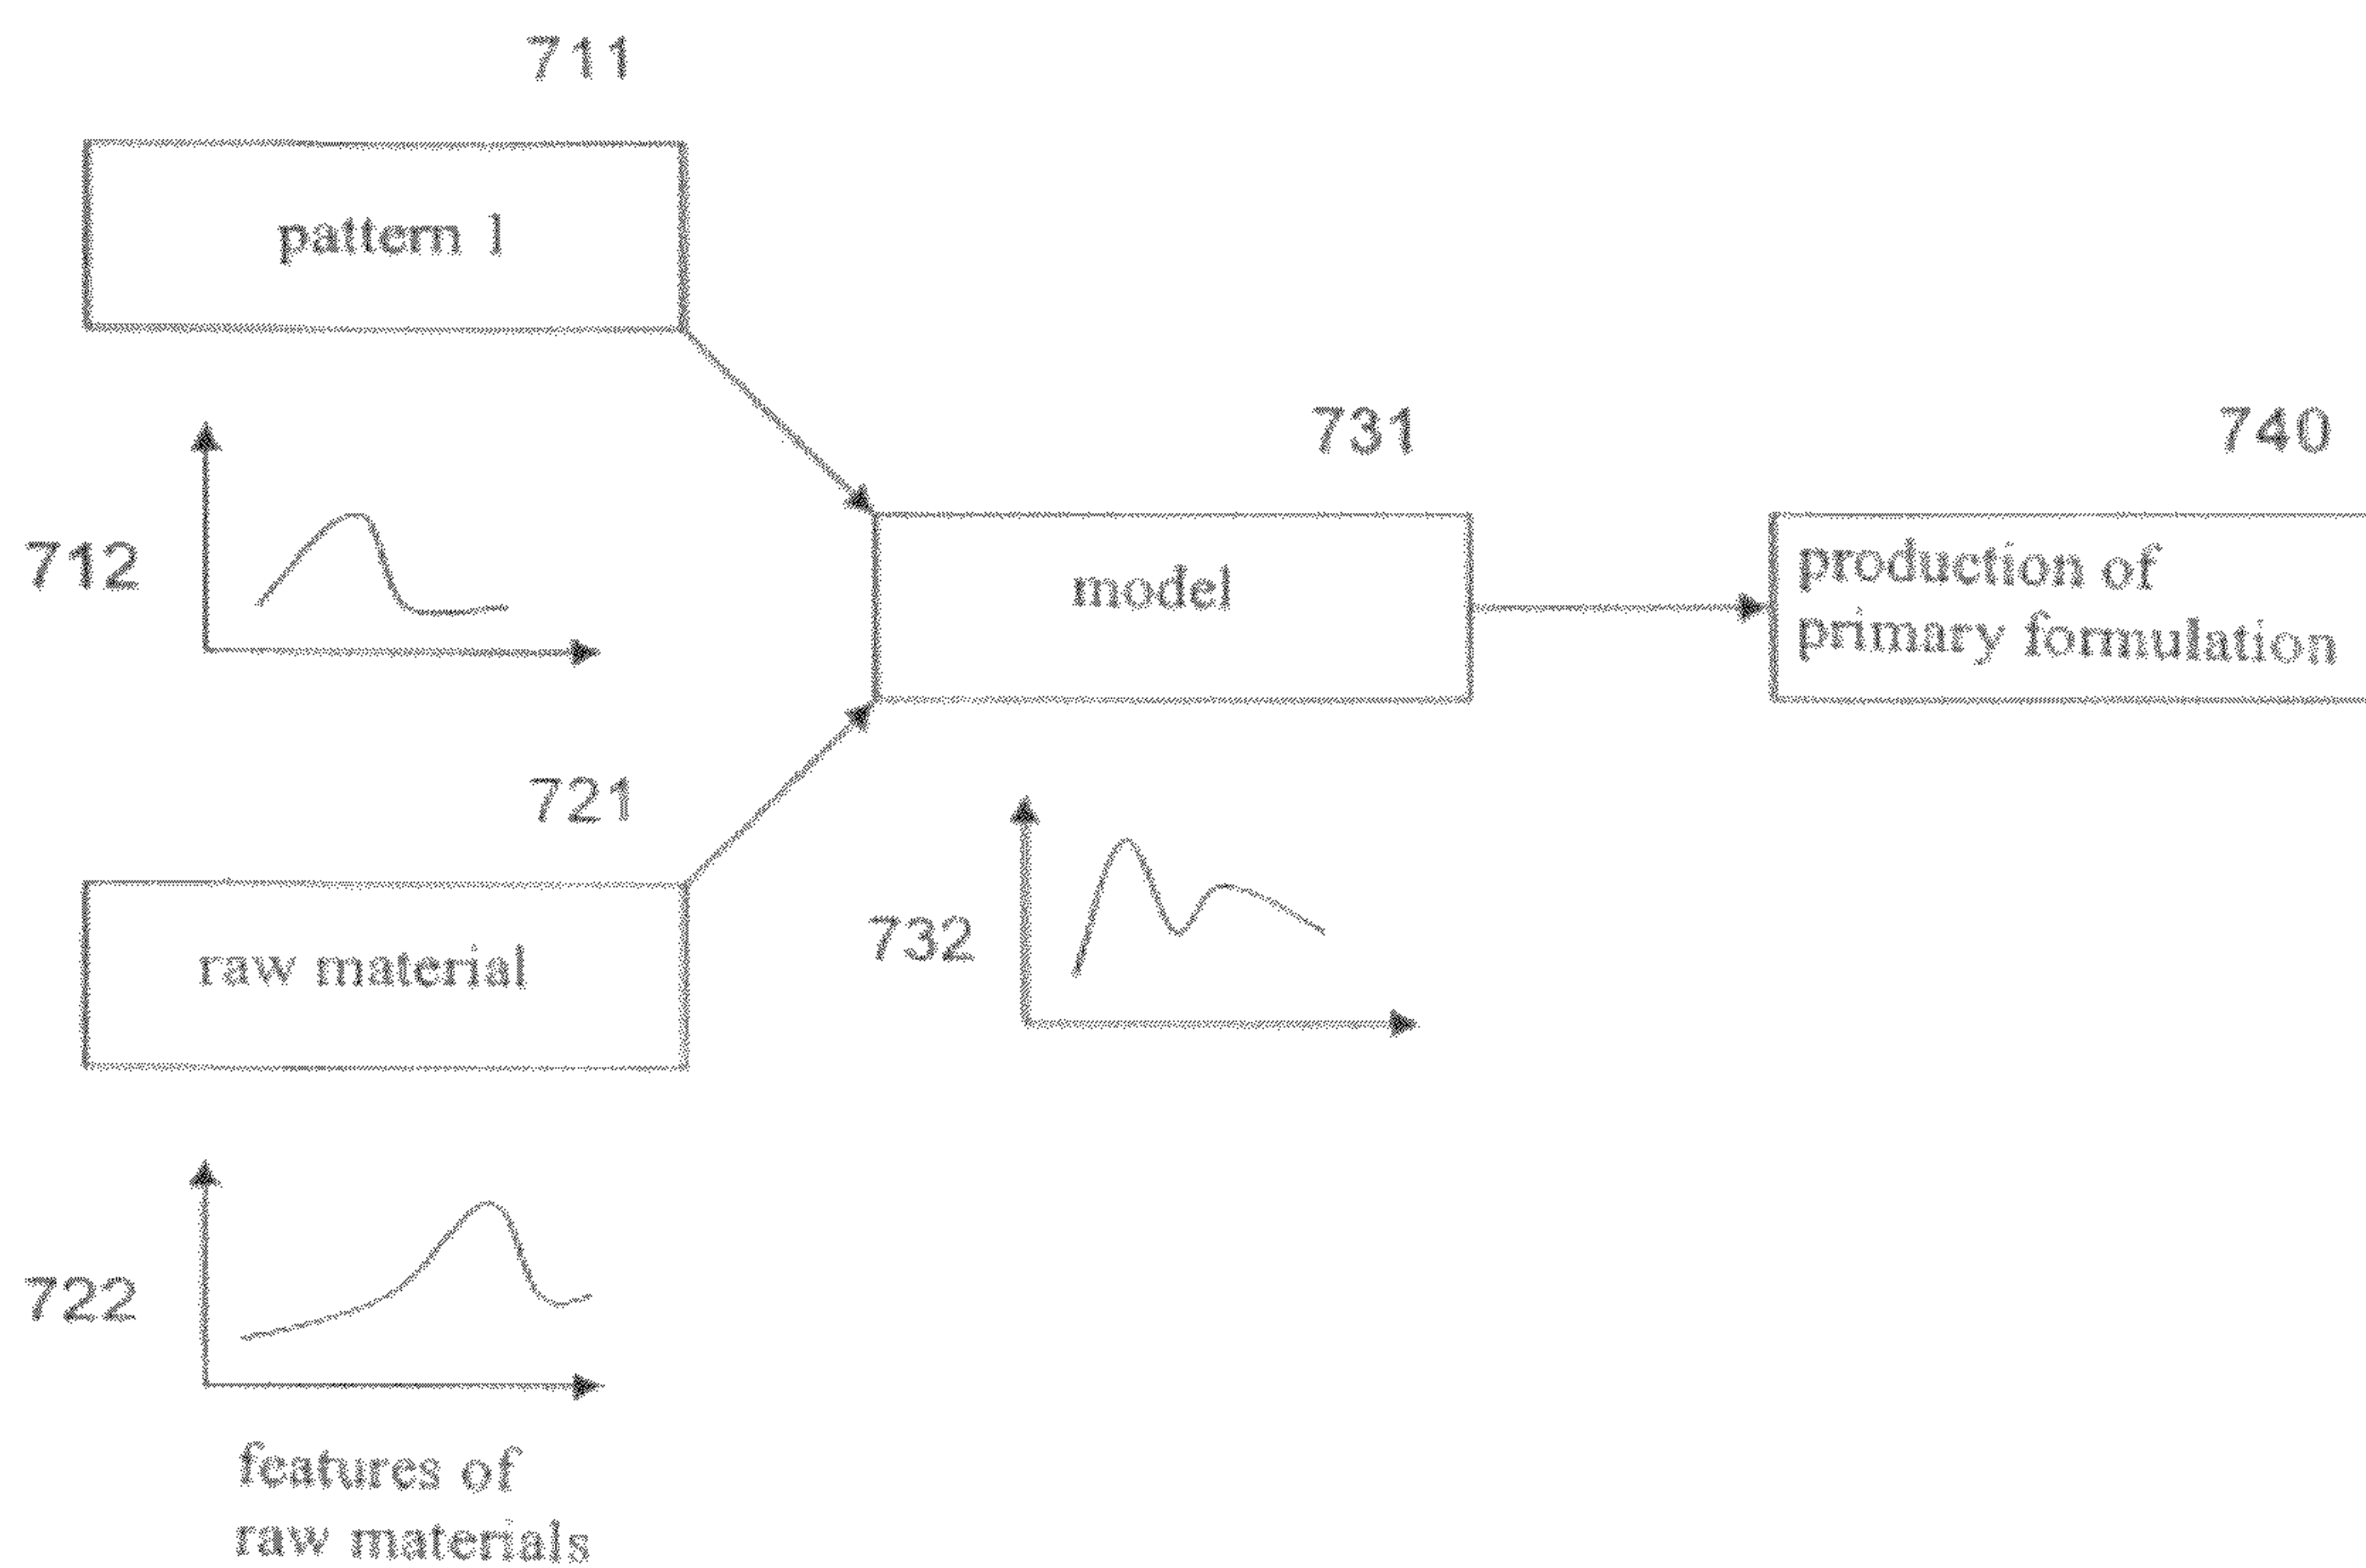 711
pattern 1
712
731
model
740
production of
primary formulation
721
raw material
732
722
features of
raw materials